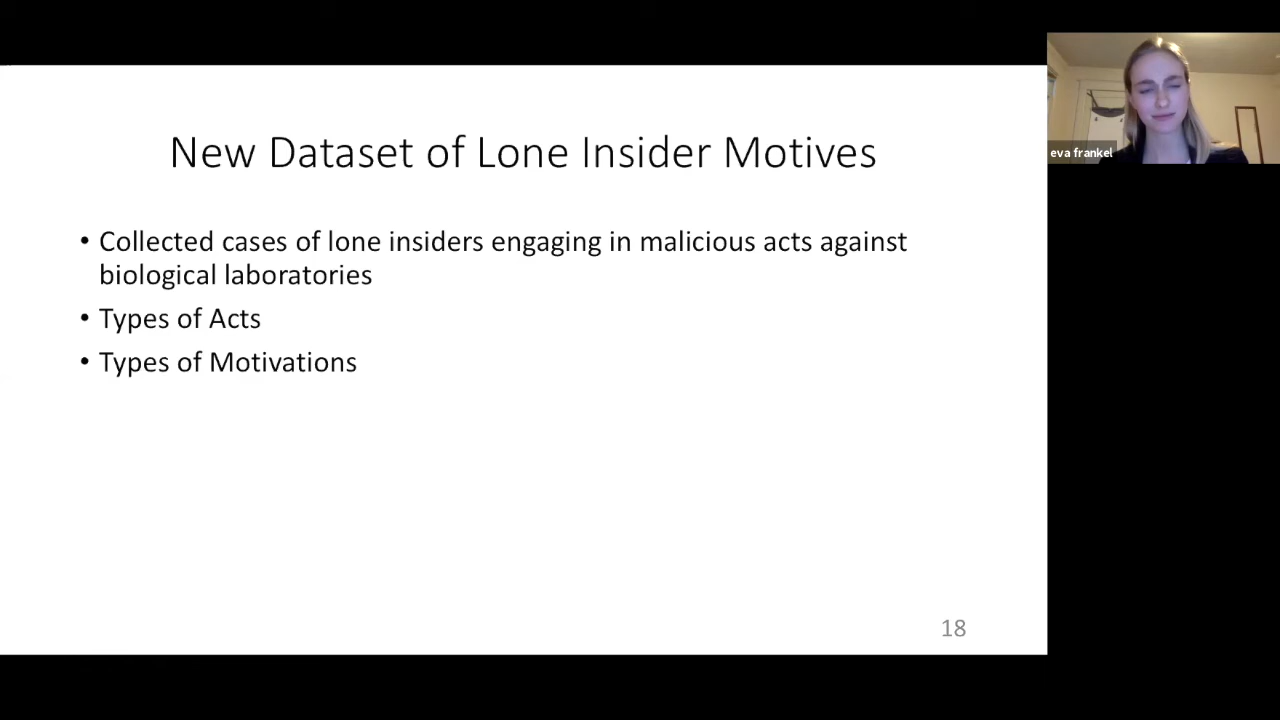 New Dataset of Lone Insider Motives
• Collected cases of lone insiders engaging in malicious acts against
biological laboratories
• Types of Acts
• Types of Motivations
18
eva frankel